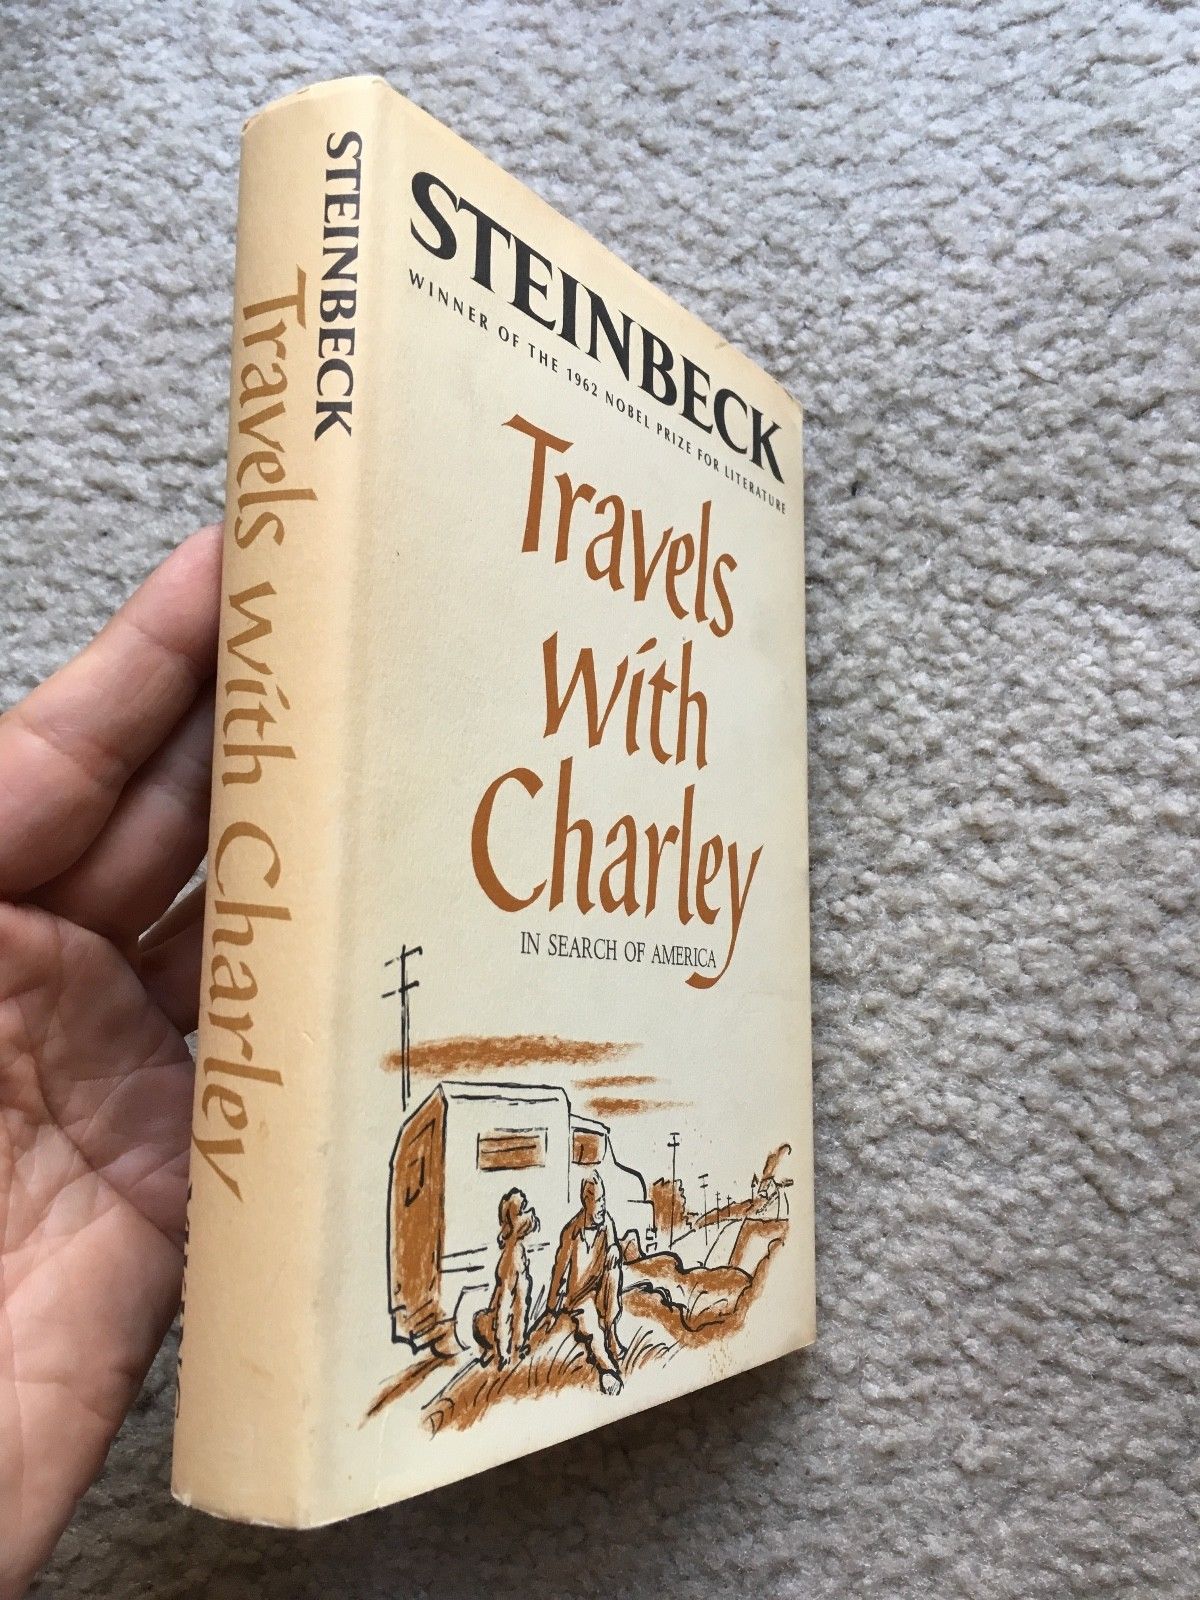 STEINBECK
Travels with Charley
STEINBECK
WINNER OF THE 1962 NOBEL PRIZE FOR LITERATURE
Travels
with
Charley
IN SEARCH OF AMERICA